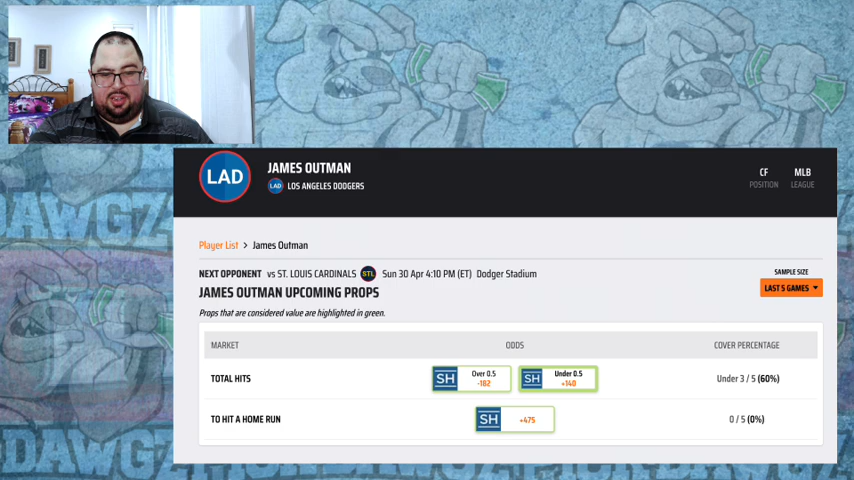 LAD
JAMES OUTMAN
LAD LOS ANGELES DODGERS
CF
POSITION
MLB
LEAGUE
Player List > James Outman
NEXT OPPONENT vs ST. LOUIS CARDINALS STL Sun 30 Apr 4:10 PM (ET) Dodger Stadium
JAMES OUTMAN UPCOMING PROPS
Props that are considered value are highlighted in green.
SAMPLE SIZE
LAST 5 GAMES
MARKET ODDS COVER PERCENTAGE
TOTAL HITS SH Over 0.5 -182 SH Under 0.5 +140 Under 3 / 5 (60%)
TO HIT A HOME RUN SH +475 0 / 5 (0%)